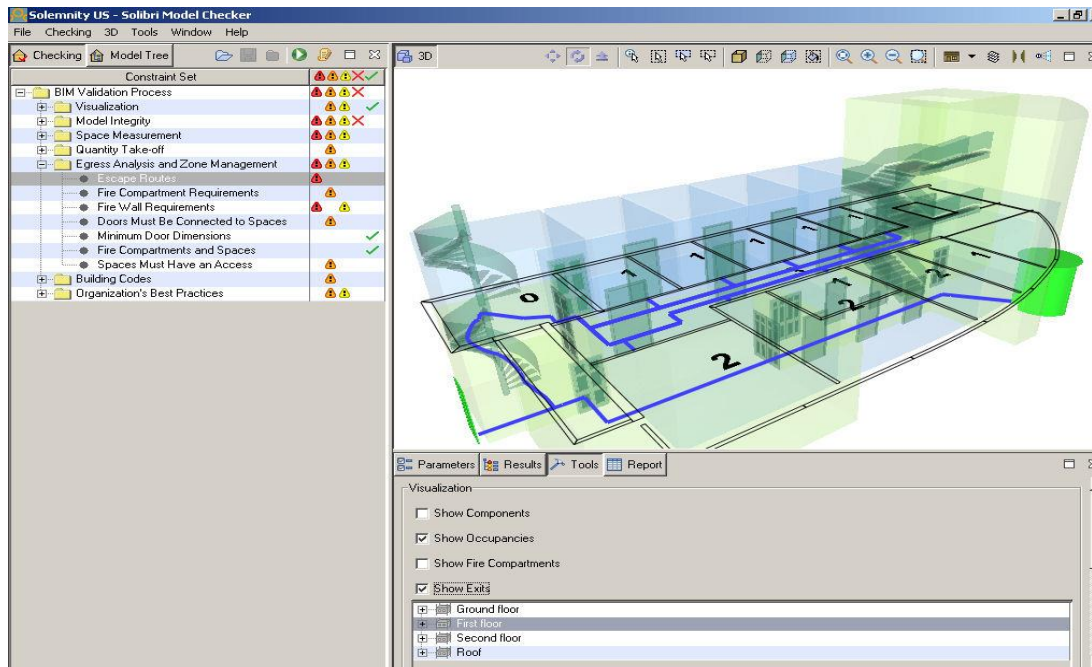 Solemnity US - Solibri Model Checker
File Checking 3D Tools Window Help
Checking Model Tree
3D
Constraint Set
BIM Validation Process
Visualization
Model Integrity
Space Measurement
Quantity Take-off
Egress Analysis and Zone Management
Escape Routes
Fire Compartment Requirements
Fire Wall Requirements
Doors Must Be Connected to Spaces
Minimum Door Dimensions
Fire Compartments and Spaces
Spaces Must Have an Access
Building Codes
Organization's Best Practices
1 1
1 1
0 1 2 1
2
2
Parameters Results Tools Report
Visualization
Show Components
Show Occupancies
Show Fire Compartments
Show Exits
Ground floor
First floor
Second floor
Roof